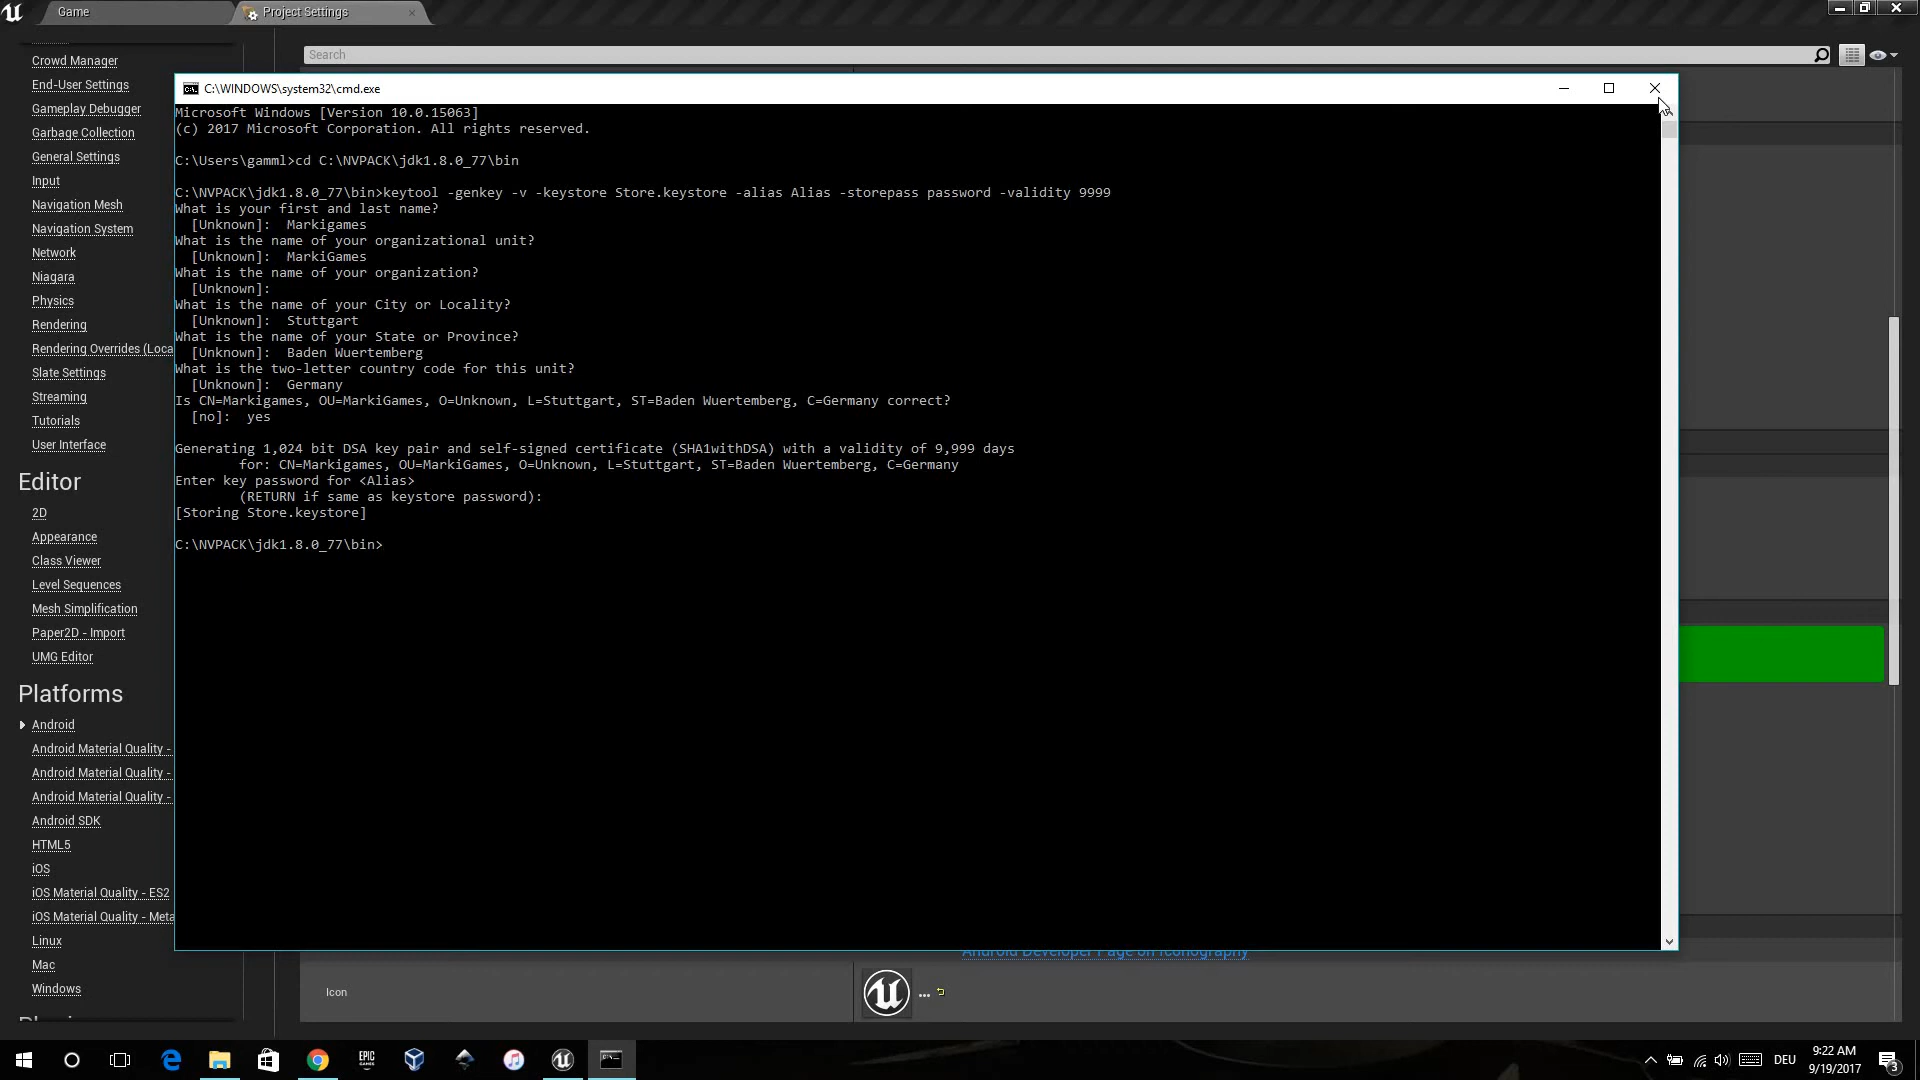 Game
Project Settings
Search
Crowd Manager
End-User Settings
Gameplay Debugger
Garbage Collection
General Settings
Input
Navigation Mesh
Navigation System
Network
Niagara
Physics
Rendering
Rendering Overrides (Loca
Slate Settings
Streaming
Tutorials
User Interface
Editor
2D
Appearance
Class Viewer
Level Sequences
Mesh Simplification
Paper2D - Import
UMG Editor
Platforms
Android
Android Material Quality -
Android Material Quality -
Android Material Quality -
Android SDK
HTML5
iOS
iOS Material Quality - ES2
iOS Material Quality - Meta
Linux
Mac
Windows
C:\WINDOWS\system32\cmd.exe
Microsoft Windows [Version 10.0.15063]
(c) 2017 Microsoft Corporation. All rights reserved.
C:\Users\gamml>cd C:\NVPACK\jdk1.8.0_77\bin
C:\NVPACK\jdk1.8.0_77\bin>keytool -genkey -v -keystore Store.keystore -alias Alias -storepass password -validity 9999
What is your first and last name?
[Unknown]:  Markigames
What is the name of your organizational unit?
[Unknown]:  MarkiGames
What is the name of your organization?
[Unknown]:
What is the name of your City or Locality?
[Unknown]:  Stuttgart
What is the name of your State or Province?
[Unknown]:  Baden Wuertemberg
What is the two-letter country code for this unit?
[Unknown]:  Germany
Is CN=Markigames, OU=MarkiGames, O=Unknown, L=Stuttgart, ST=Baden Wuertemberg, C=Germany correct?
[no]:  yes
Generating 1,024 bit DSA key pair and self-signed certificate (SHA1withDSA) with a validity of 9,999 days
for: CN=Markigames, OU=MarkiGames, O=Unknown, L=Stuttgart, ST=Baden Wuertemberg, C=Germany
Enter key password for <Alias>
(RETURN if same as keystore password):
[Storing Store.keystore]
C:\NVPACK\jdk1.8.0_77\bin>
Android Developer Page on Iconography
Icon
...
EPIC
GAMES
DEU
9:22 AM
9/19/2017
3